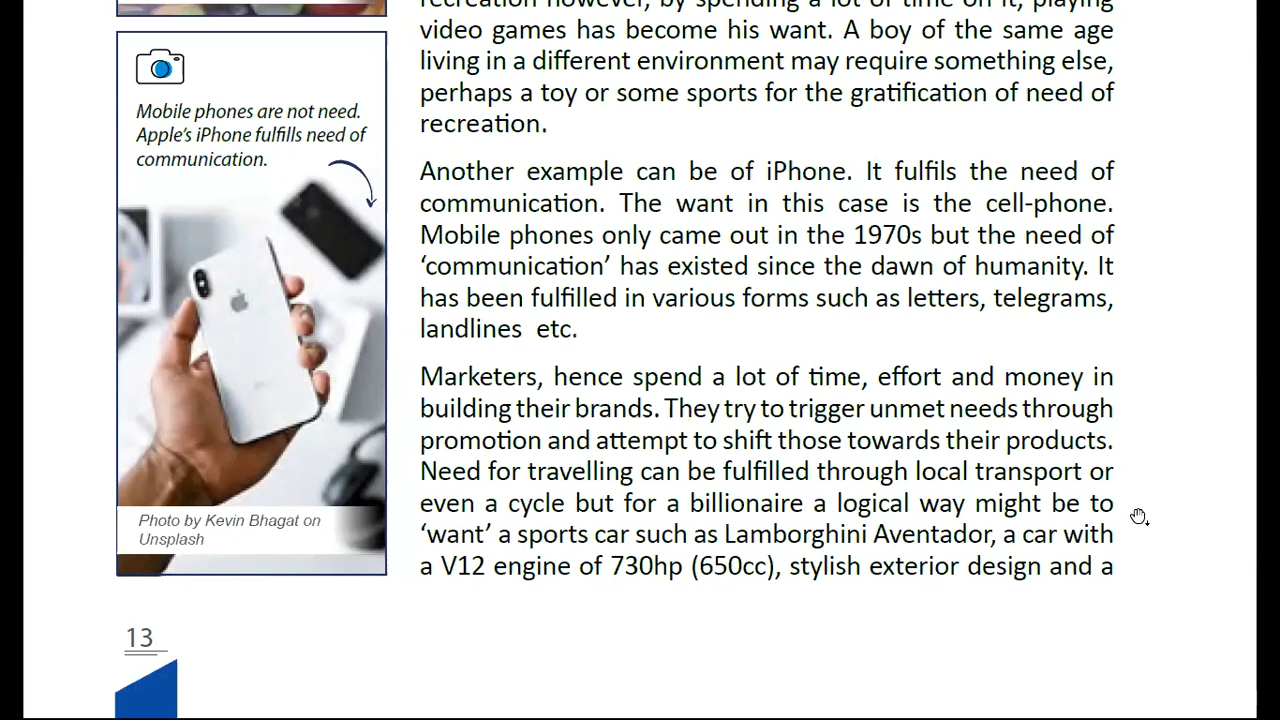 Mobile phones are not need.
Apple's iPhone fulfills need of
communication.
Photo by Kevin Bhagat on
Unsplash
13
recreation however, by spending a lot of time on it, playing
video games has become his want. A boy of the same age
living in a different environment may require something else,
perhaps a toy or some sports for the gratification of need of
recreation.
Another example can be of iPhone. It fulfils the need of
communication. The want in this case is the cell-phone.
Mobile phones only came out in the 1970s but the need of
‘communication’ has existed since the dawn of humanity. It
has been fulfilled in various forms such as letters, telegrams,
landlines etc.
Marketers, hence spend a lot of time, effort and money in
building their brands. They try to trigger unmet needs through
promotion and attempt to shift those towards their products.
Need for travelling can be fulfilled through local transport or
even a cycle but for a billionaire a logical way might be to
‘want’ a sports car such as Lamborghini Aventador, a car with
a V12 engine of 730hp (650cc), stylish exterior design and a